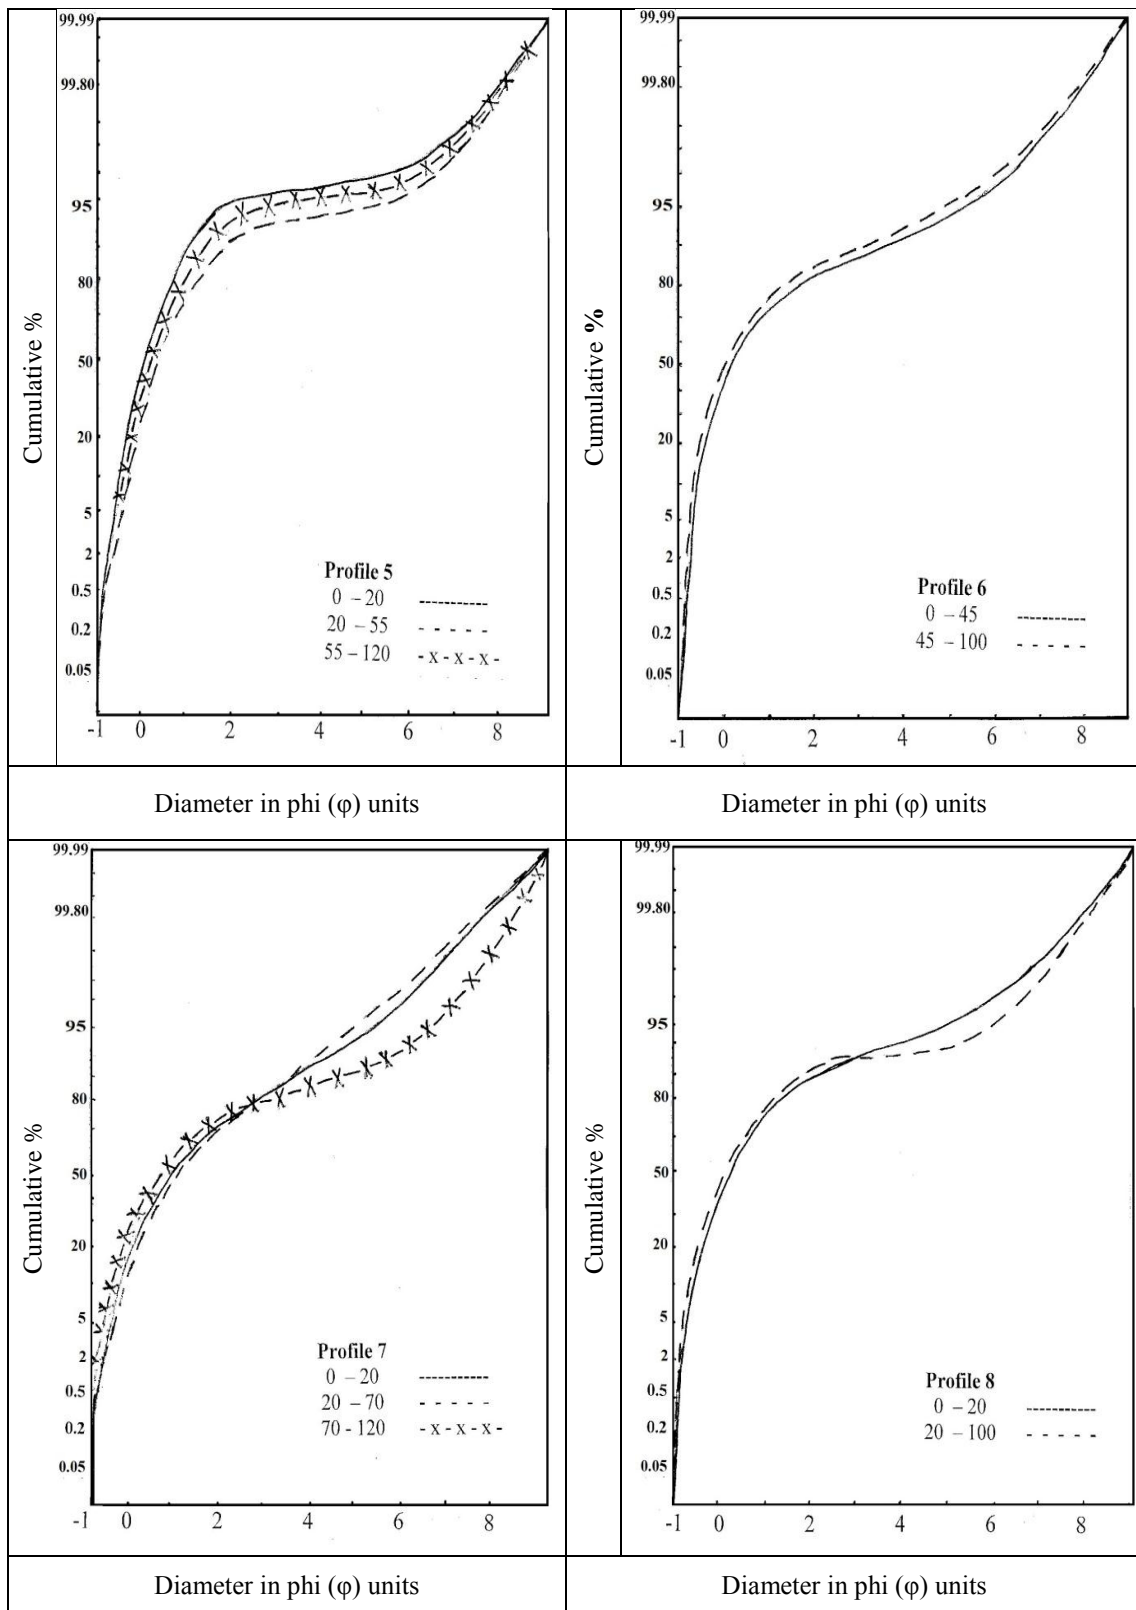 Cumulative %
99.99
99.80
95
80
50
20
5
2
0.5
0.2
0.05
Profile 5
0 – 20
20 – 55
55 – 120 - x - x - x -
-1 0 2 4 6 8
Diameter in phi (φ) units
Cumulative %
99.99
99.80
95
80
50
20
5
2
0.5
0.2
0.05
Profile 6
0 – 45
45 – 100
-1 0 2 4 6 8
Diameter in phi (φ) units
Cumulative %
99.99
99.80
95
80
50
20
5
2
0.5
0.2
0.05
Profile 7
0 – 20
20 – 70
70 - 120 - x - x - x -
-1 0 2 4 6 8
Diameter in phi (φ) units
Cumulative %
99.99
99.80
95
80
50
20
5
2
0.5
0.2
0.05
Profile 8
0 – 20
20 – 100
-1 0 2 4 6 8
Diameter in phi (φ) units